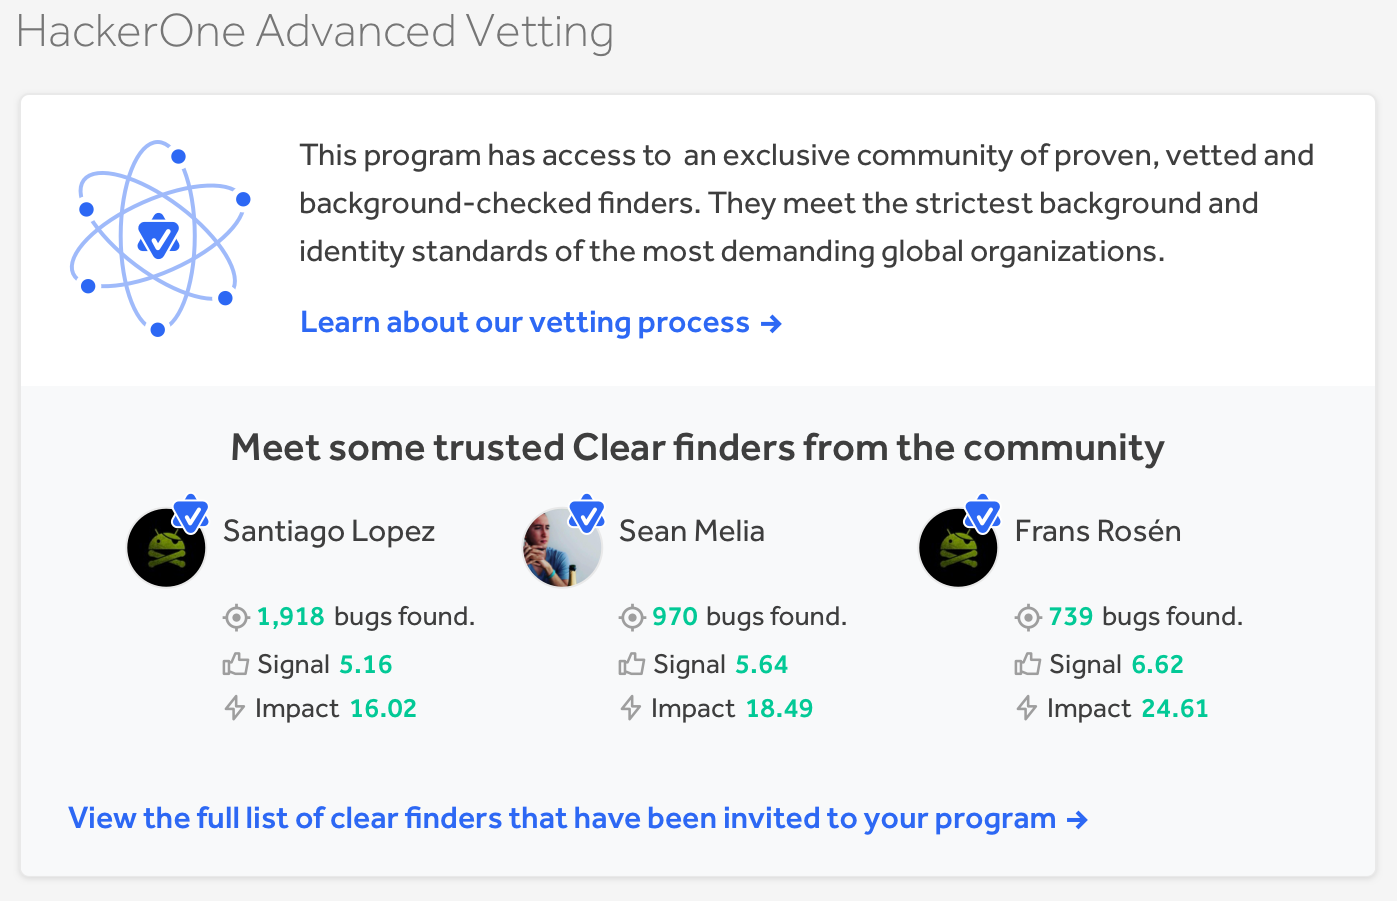 HackerOne Advanced Vetting
This program has access to  an exclusive community of proven, vetted and
background-checked finders. They meet the strictest background and
identity standards of the most demanding global organizations.
Learn about our vetting process →
Meet some trusted Clear finders from the community
Santiago Lopez
1,918 bugs found.
Signal 5.16
Impact 16.02
Sean Melia
970 bugs found.
Signal 5.64
Impact 18.49
Frans Rosén
739 bugs found.
Signal 6.62
Impact 24.61
View the full list of clear finders that have been invited to your program →